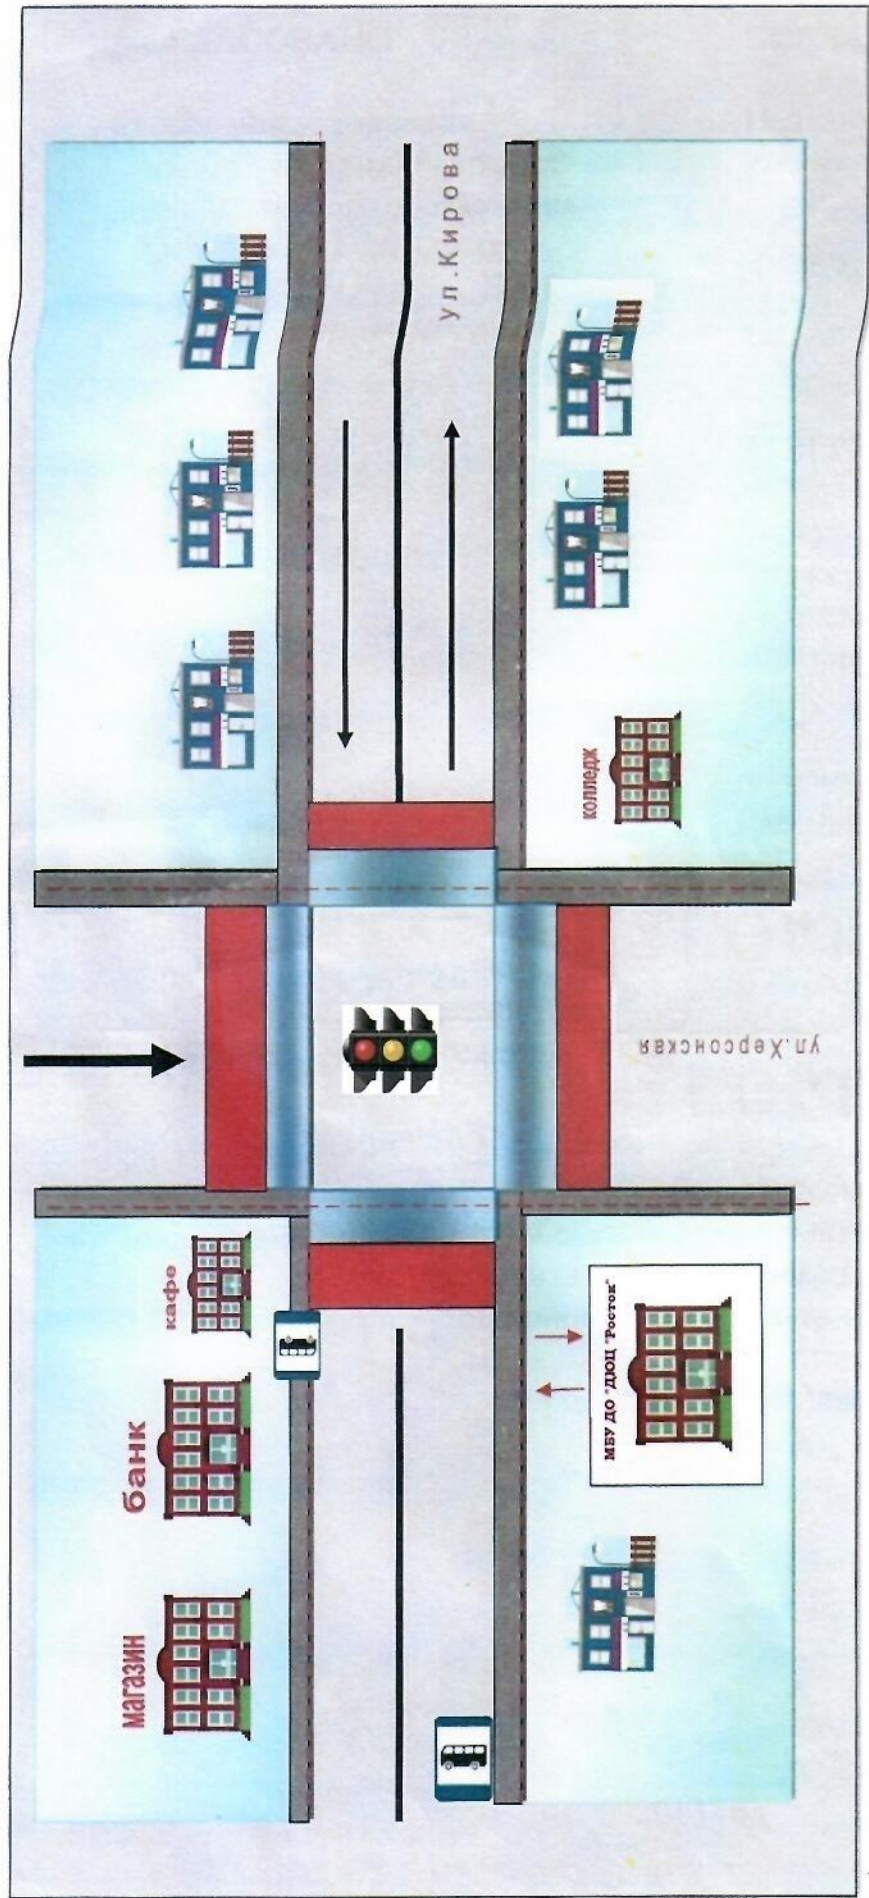 магазин
банк
кафе
ул.Кирова
МБУ ДО "ДЮЦ "Росток"
колледж
ул.Херсонская